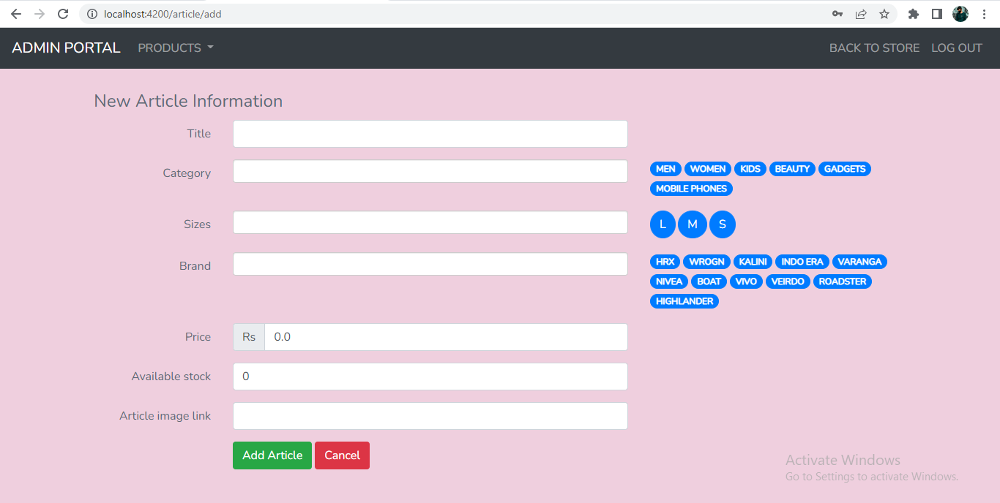 localhost:4200/article/add
ADMIN PORTAL PRODUCTS BACK TO STORE LOG OUT
New Article Information
Title
Category MEN WOMEN KIDS BEAUTY GADGETS
MOBILE PHONES
Sizes L M S
Brand HRX WROGN KALINI INDO ERA VARANGA
NIVEA BOAT VIVO VEIRDO ROADSTER
HIGHLANDER
Price Rs 0.0
Available stock 0
Article image link
Add Article Cancel
Activate Windows
Go to Settings to activate Windows.